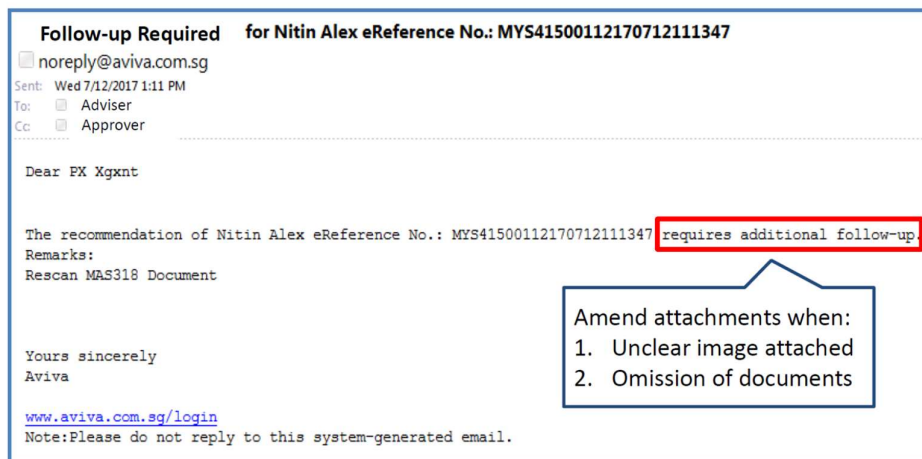 Follow-up Required for Nitin Alex eReference No.: MYS41500112170712111347
noreply@aviva.com.sg
Sent: Wed 7/12/2017 1:11 PM
To: Adviser
Cc: Approver
Dear PX Xgxnt
The recommendation of Nitin Alex eReference No.: MYS41500112170712111347 requires additional follow-up.
Remarks:
Rescan MAS318 Document
Amend attachments when:
1. Unclear image attached
2. Omission of documents
Yours sincerely
Aviva
www.aviva.com.sg/login
Note:Please do not reply to this system-generated email.